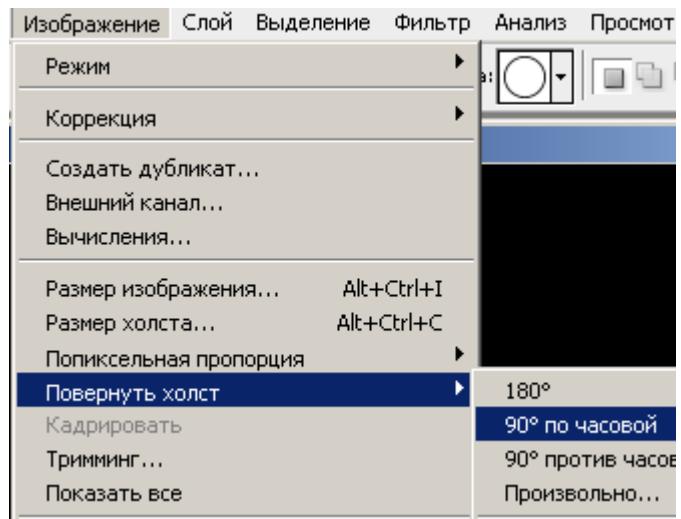 Изображение Слой Выделение Фильтр Анализ Просмот
Режим
а:
Коррекция
Создать дубликат...
Внешний канал...
Вычисления...
Размер изображения... Alt+Ctrl+I
Размер холста... Alt+Ctrl+C
Попиксельная пропорция
Повернуть холст
180°
Кадрировать
90° по часовой
Тримминг...
90° против часов
Показать все
Произвольно...